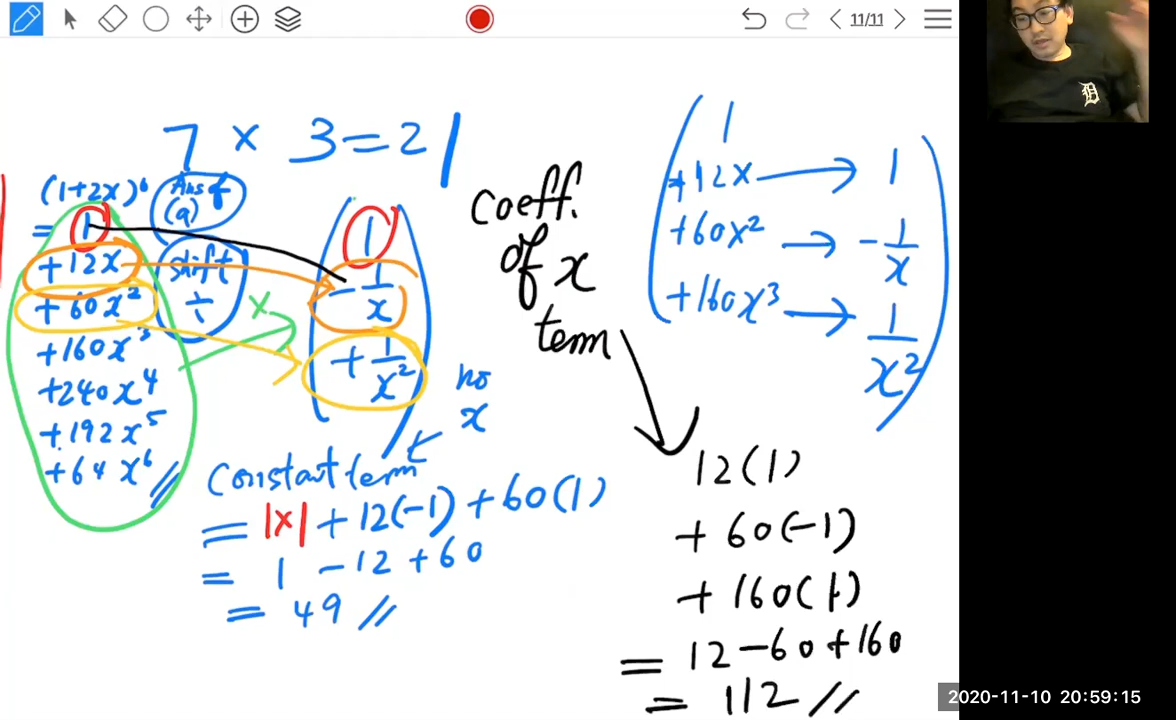 11/11
7 × 3 = 21
(1+2x)⁶
= 1
+12x
+60x²
+160x³
+240x⁴
+192x⁵
+64x⁶ //
Ans of
(a)
shift
÷
×
(1
- 1/x
+ 1/x²)
no
x
Constant term
= 1×1 + 12(-1) + 60(1)
= 1 - 12 + 60
= 49 //
coeff.
of x
term
(1
+12x → 1
+60x² → - 1/x
+160x³ → 1/x²)
12(1)
+ 60(-1)
+ 160(1)
= 12 - 60 + 160
= 112 //
D
2020-11-10 20:59:15